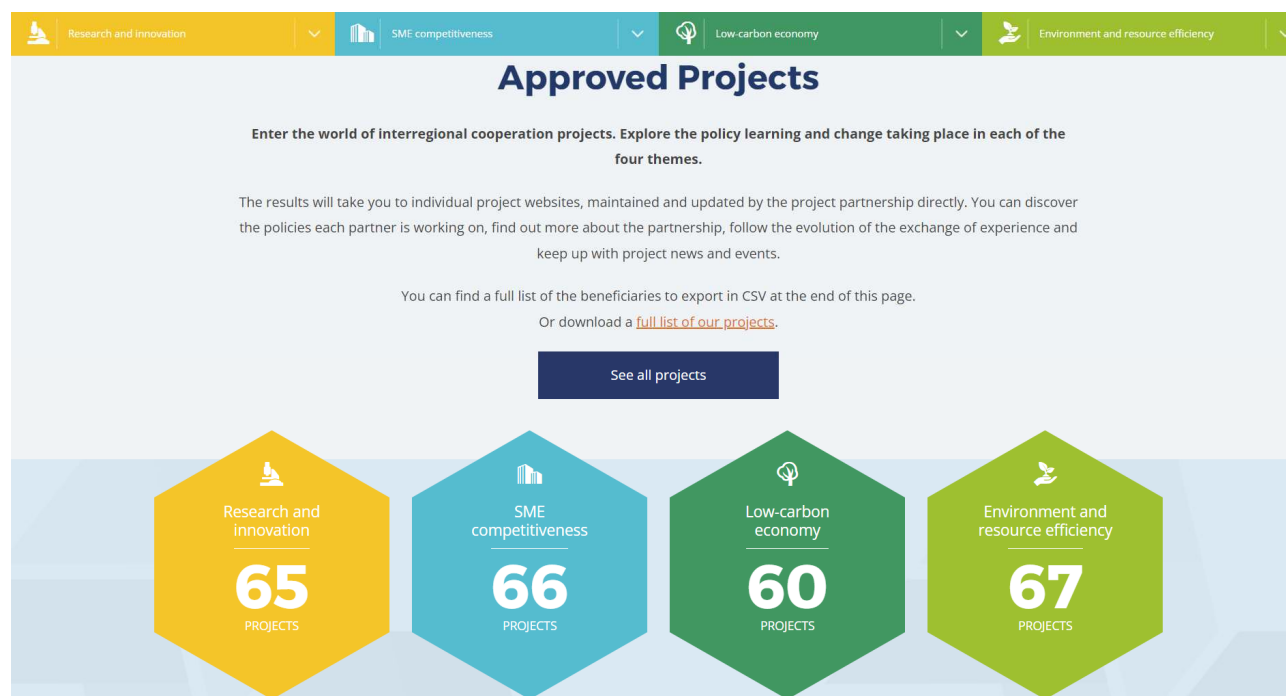 Research and innovation
SME competitiveness
Low-carbon economy
Environment and resource efficiency
Approved Projects
Enter the world of interregional cooperation projects. Explore the policy learning and change taking place in each of the
four themes.
The results will take you to individual project websites, maintained and updated by the project partnership directly. You can discover
the policies each partner is working on, find out more about the partnership, follow the evolution of the exchange of experience and
keep up with project news and events.
You can find a full list of the beneficiaries to export in CSV at the end of this page.
Or download a full list of our projects.
See all projects
Research and
innovation
65
PROJECTS
SME
competitiveness
66
PROJECTS
Low-carbon
economy
60
PROJECTS
Environment and
resource efficiency
67
PROJECTS